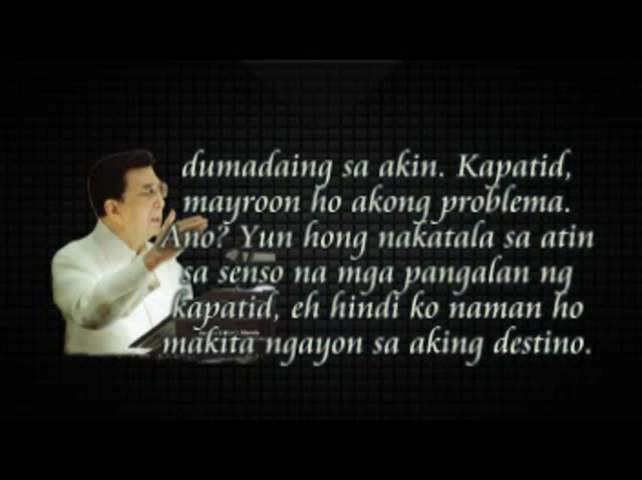 dumadaing sa akin. Kapatid,
mayroon ho akong problema.
Ano? Yun hong nakatala sa atin
sa senso na mga pangalan ng
kapatid, eh hindi ko naman ho
makita ngayon sa aking destino.